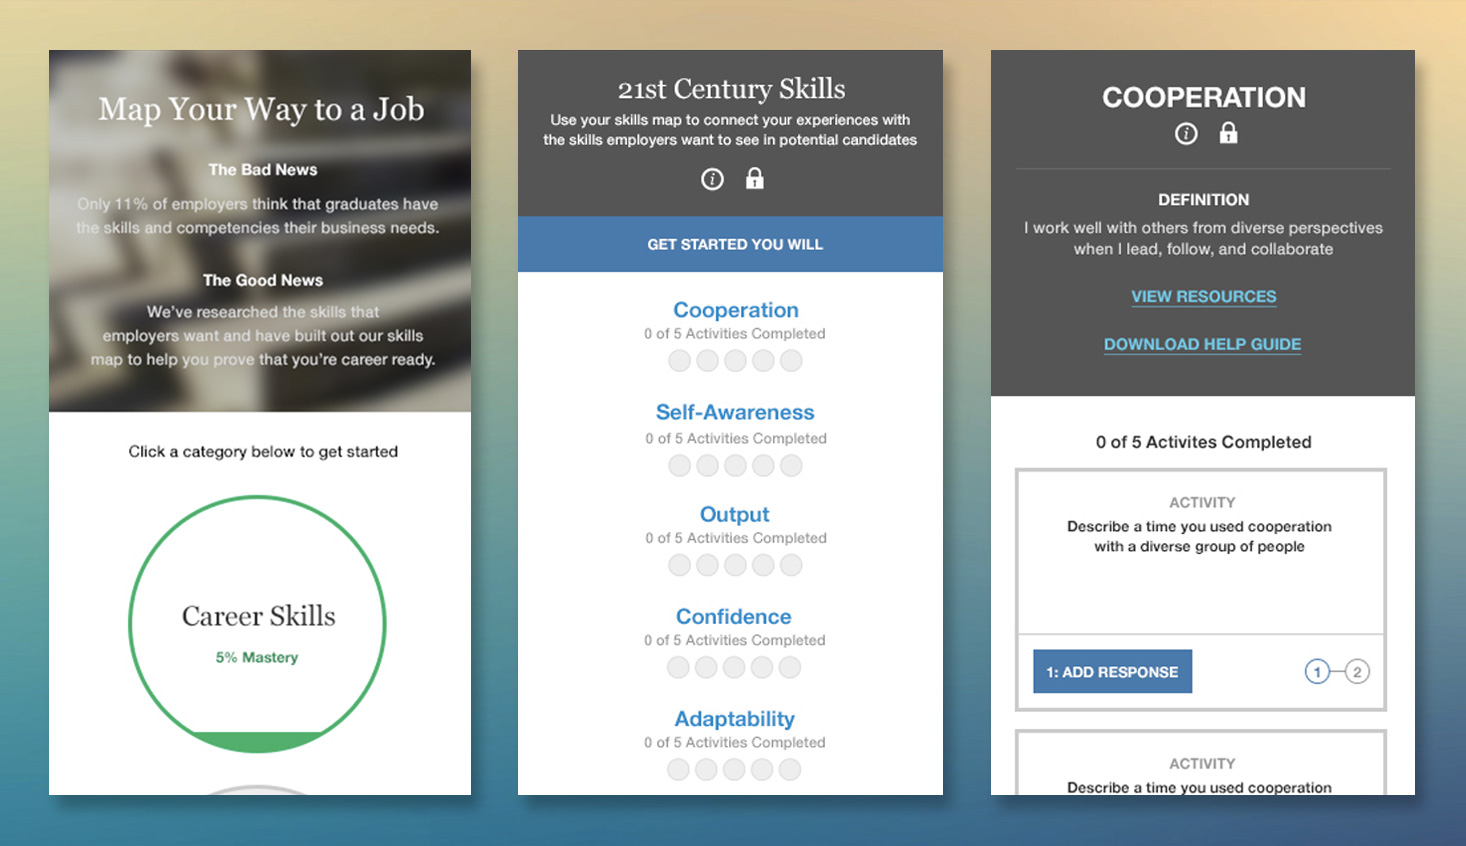 Map Your Way to a Job
The Bad News
Only 11% of employers think that graduates have
the skills and competencies their business needs.
The Good News
We've researched the skills that
employers want and have built out our skills
map to help you prove that you're career ready.
Click a category below to get started
Career Skills
5% Mastery
21st Century Skills
Use your skills map to connect your experiences with
the skills employers want to see in potential candidates
i
GET STARTED YOU WILL
Cooperation
0 of 5 Activities Completed
Self-Awareness
0 of 5 Activities Completed
Output
0 of 5 Activities Completed
Confidence
0 of 5 Activities Completed
Adaptability
0 of 5 Activities Completed
COOPERATION
i
DEFINITION
I work well with others from diverse perspectives
when I lead, follow, and collaborate
VIEW RESOURCES
DOWNLOAD HELP GUIDE
0 of 5 Activites Completed
ACTIVITY
Describe a time you used cooperation
with a diverse group of people
1: ADD RESPONSE
1 2
ACTIVITY
Describe a time you used cooperation